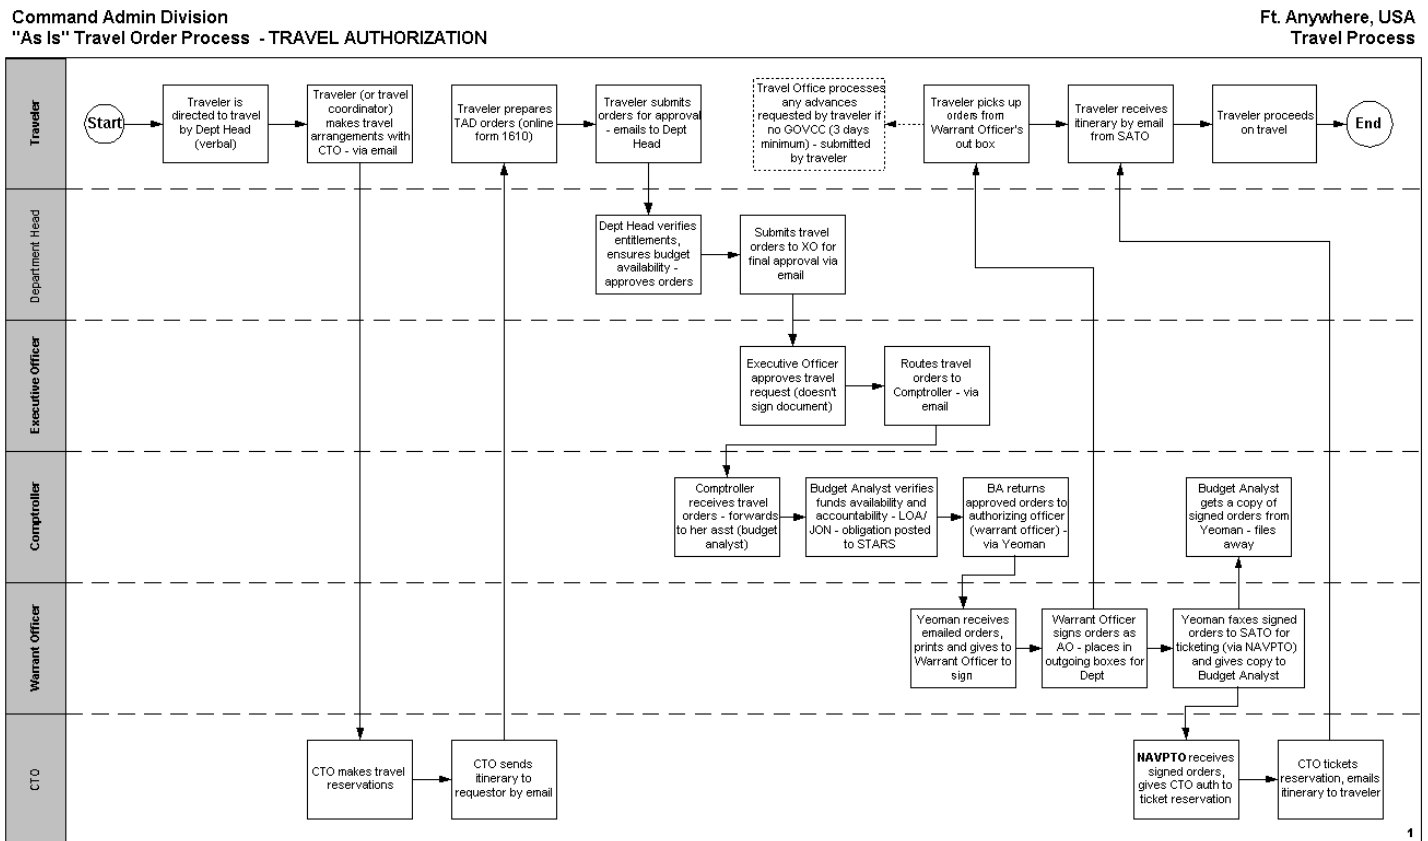 Command Admin Division
"As Is" Travel Order Process - TRAVEL AUTHORIZATION
Ft. Anywhere, USA
Travel Process
Traveler
Start
Traveler is
directed to travel
by Dept Head
(verbal)
Traveler (or travel
coordinator)
makes travel
arrangements with
CTO - via email
Traveler prepares
TAD orders (online
form 1610)
Traveler submits
orders for approval
- emails to Dept
Head
Travel Office processes
any advances
requested by traveler if
no GOVCC (3 days
minimum) - submitted
by traveler
Traveler picks up
orders from
Warrant Officer's
out box
Traveler receives
itinerary by email
from SATO
Traveler proceeds
on travel
End
Department Head
Dept Head verifies
entitlements,
ensures budget
availability -
approves orders
Submits travel
orders to XO for
final approval via
email
Executive Officer
Executive Officer
approves travel
request (doesn't
sign document)
Routes travel
orders to
Comptroller - via
email
Comptroller
Comptroller
receives travel
orders - forwards
to her asst (budget
analyst)
Budget Analyst verifies
funds availability and
accountability - LOA/
JON - obligation posted
to STARS
BA returns
approved orders to
authorizing officer
(warrant officer) -
via Yeoman
Budget Analyst
gets a copy of
signed orders from
Yeoman - files
away
Warrant Officer
Yeoman receives
emailed orders,
prints and gives to
Warrant Officer to
sign
Warrant Officer
signs orders as
AO - places in
outgoing boxes for
Dept
Yeoman faxes signed
orders to SATO for
ticketing (via NAVPTO)
and gives copy to
Budget Analyst
CTO
CTO makes travel
reservations
CTO sends
itinerary to
requestor by email
NAVPTO receives
signed orders,
gives CTO auth to
ticket reservation
CTO tickets
reservation, emails
itinerary to traveler
1